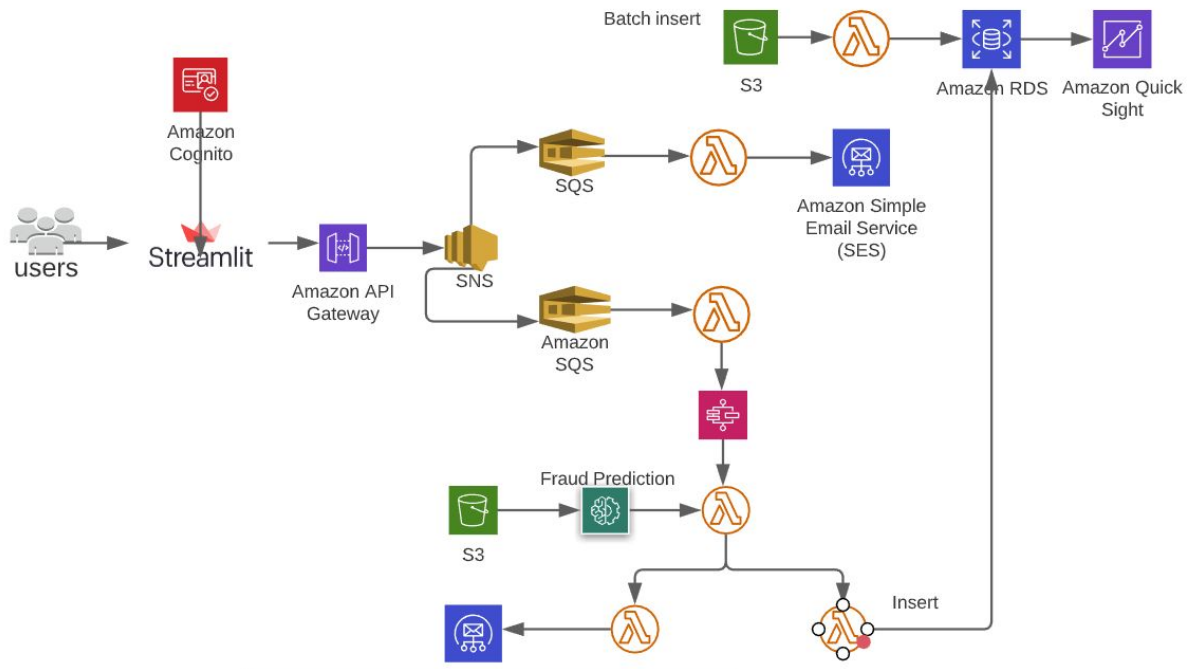 Batch insert
S3
Amazon RDS
Amazon Quick
Sight
Amazon
Cognito
SQS
Amazon Simple
Email Service
(SES)
users
Streamlit
Amazon API
Gateway
SNS
Amazon
SQS
Fraud Prediction
S3
Insert